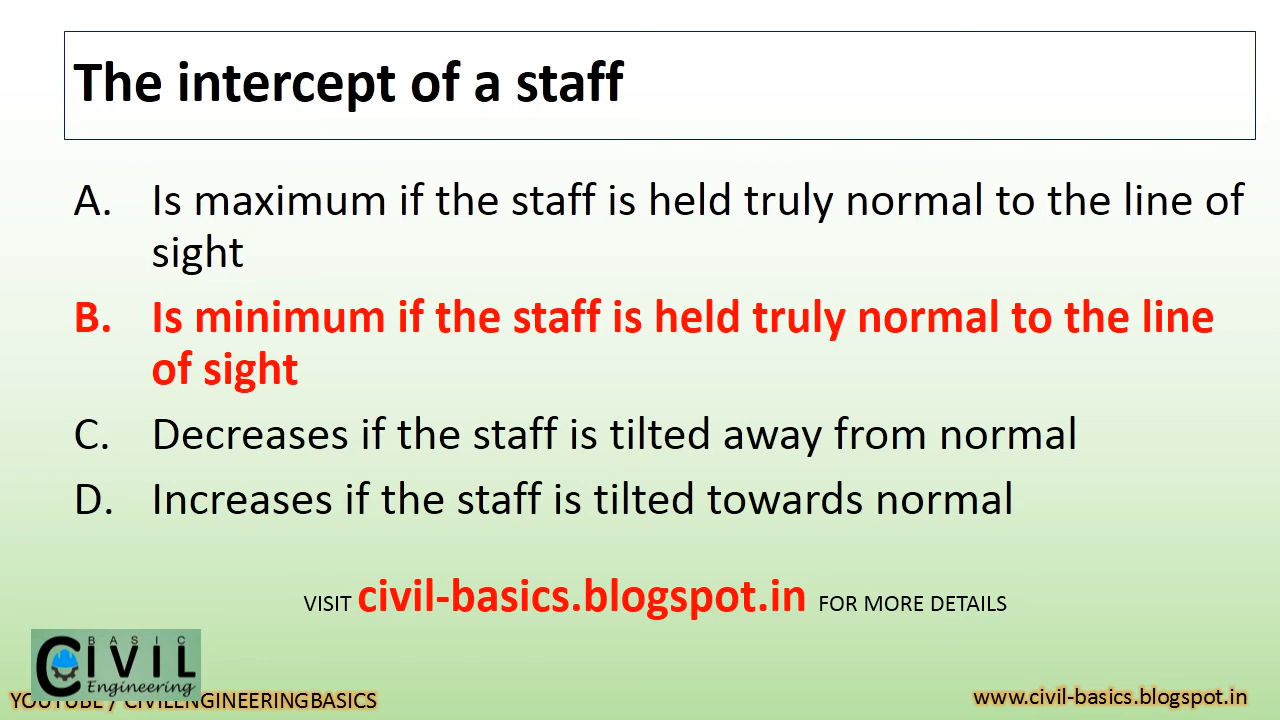 The intercept of a staff
A. Is maximum if the staff is held truly normal to the line of
sight
B. Is minimum if the staff is held truly normal to the line
of sight
C. Decreases if the staff is tilted away from normal
D. Increases if the staff is tilted towards normal
VISIT civil-basics.blogspot.in FOR MORE DETAILS
BASIC
CIVIL
Engineering
YOUTUBE / CIVILENGINEERINGBASICS
www.civil-basics.blogspot.in